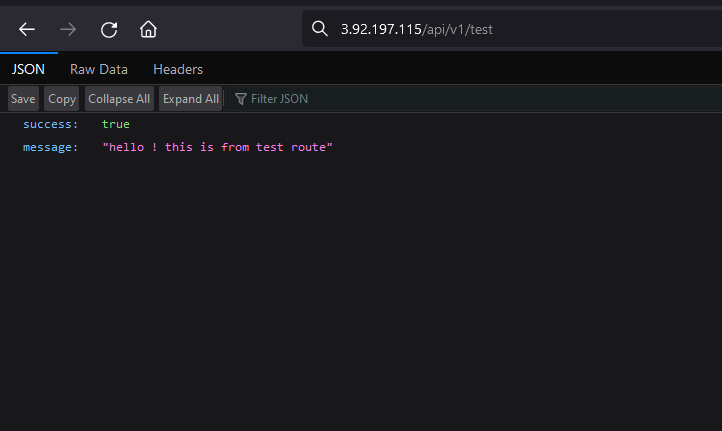 3.92.197.115/api/v1/test
JSON Raw Data Headers
Save Copy Collapse All Expand All Filter JSON
success: true
message: "hello ! this is from test route"